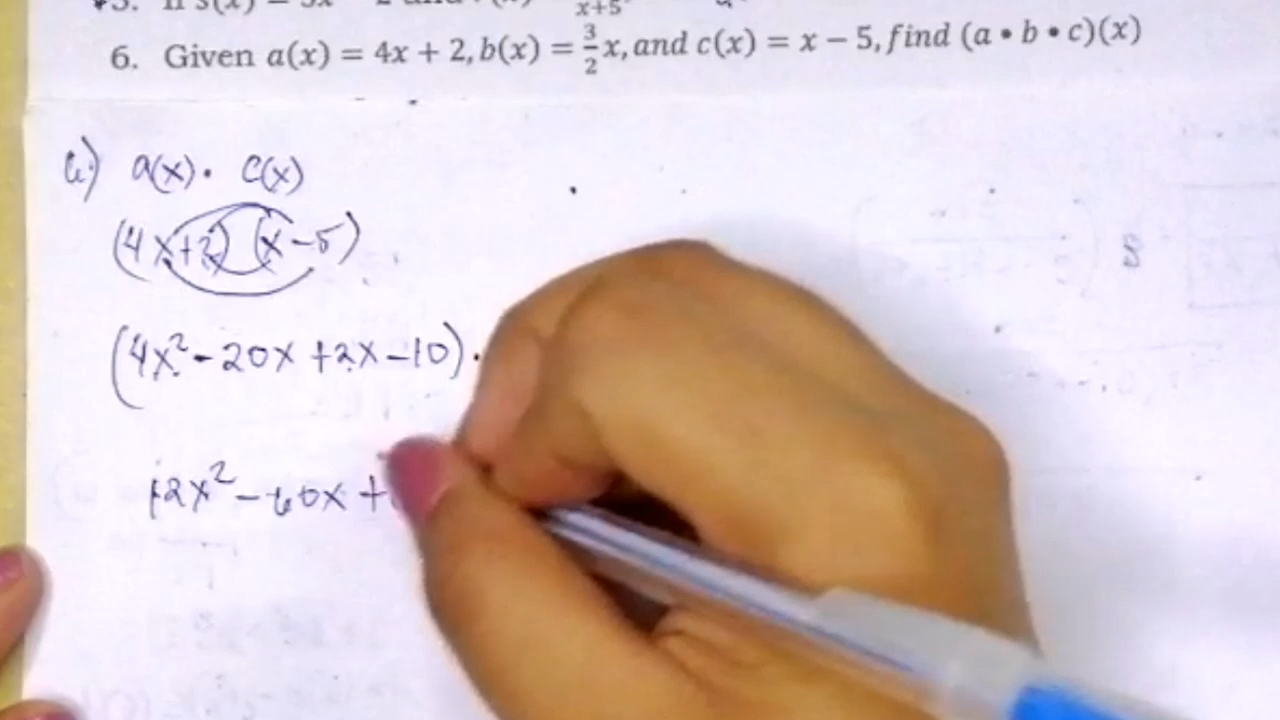 x+5
6. Given a(x) = 4x + 2, b(x) = 3/2 x, and c(x) = x − 5, find (a • b • c)(x)
6.) a(x) · c(x)
(4x+2) (x−5)
(4x²−20x+2x−10) ·
12x²−60x+